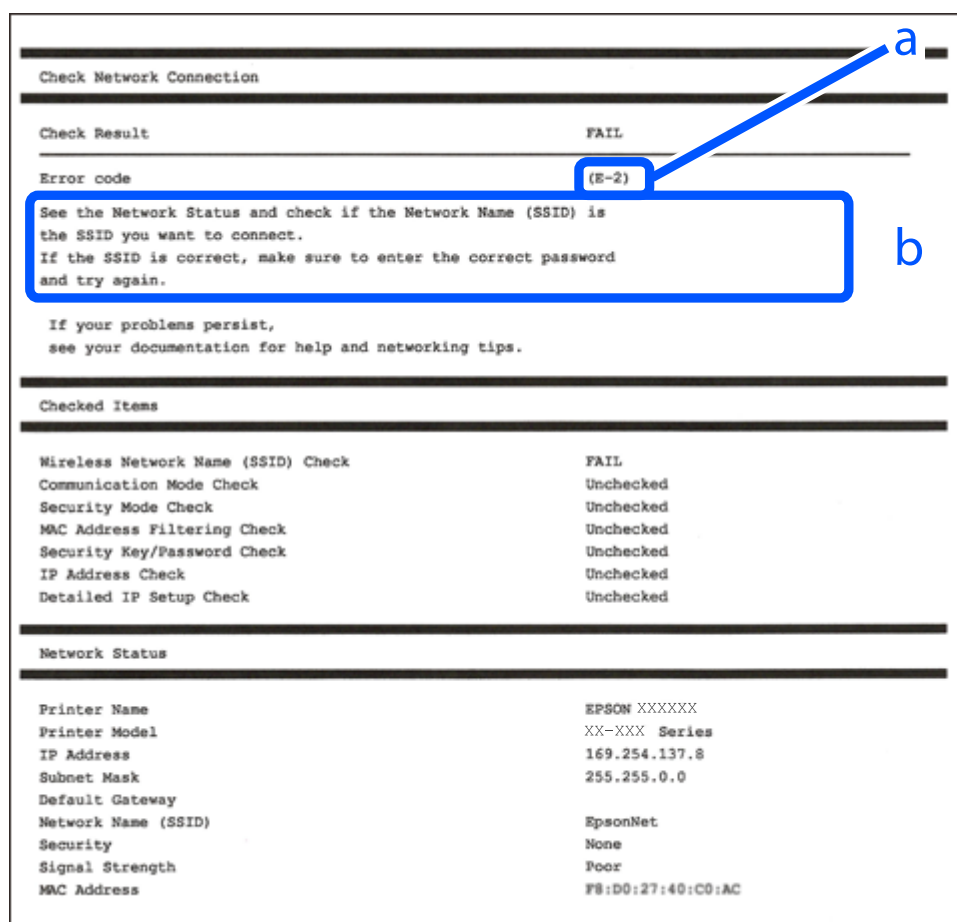 a
Check Network Connection
Check Result FAIL
Error code (E-2)
See the Network Status and check if the Network Name (SSID) is
the SSID you want to connect.
If the SSID is correct, make sure to enter the correct password
and try again.
b
If your problems persist,
see your documentation for help and networking tips.
Checked Items
Wireless Network Name (SSID) Check FAIL
Communication Mode Check Unchecked
Security Mode Check Unchecked
MAC Address Filtering Check Unchecked
Security Key/Password Check Unchecked
IP Address Check Unchecked
Detailed IP Setup Check Unchecked
Network Status
Printer Name EPSON XXXXXX
Printer Model XX-XXX Series
IP Address 169.254.137.8
Subnet Mask 255.255.0.0
Default Gateway
Network Name (SSID) EpsonNet
Security None
Signal Strength Poor
MAC Address F8:D0:27:40:C0:AC